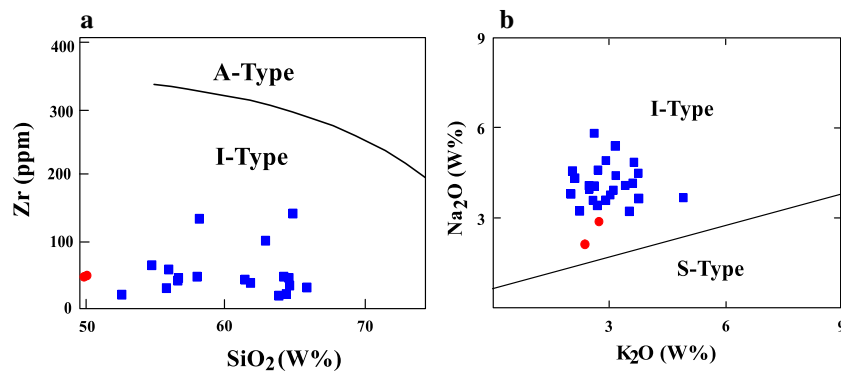 a
400
300
200
100
0
Zr (ppm)
A-Type
I-Type
50
70
SiO₂ (W%)
b
9
6
3
Na₂O (W%)
I-Type
S-Type
3
6
9
K₂O (W%)